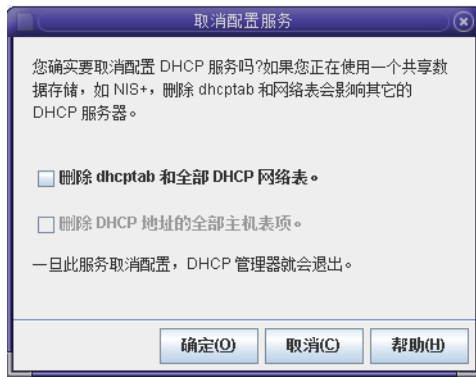 取消配置服务
您确实要取消配置 DHCP 服务吗?如果您正在使用一个共享数
据存储，如 NIS+，删除 dhcptab 和网络表会影响其它的
DHCP 服务器。
删除 dhcptab 和全部 DHCP 网络表。
删除 DHCP 地址的全部主机表项。
一旦此服务取消配置，DHCP 管理器就会退出。
确定(O) 取消(C) 帮助(H)